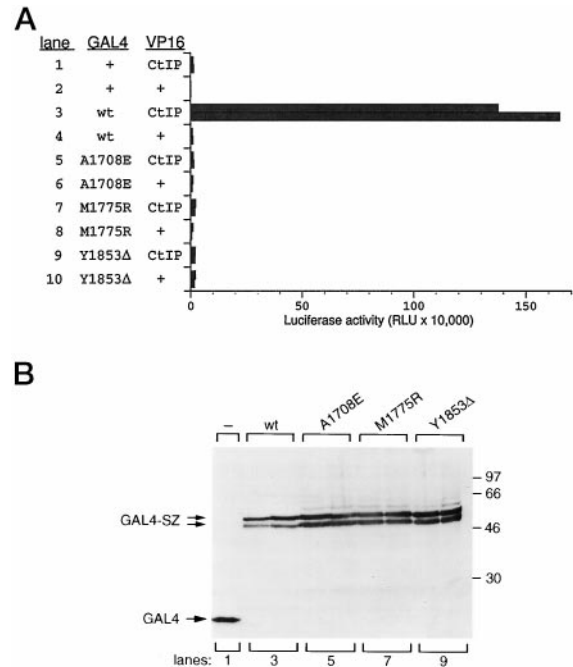 A
lane GAL4 VP16
1 + CtIP
2 + +
3 wt CtIP
4 wt +
5 A1708E CtIP
6 A1708E +
7 M1775R CtIP
8 M1775R +
9 Y1853Δ CtIP
10 Y1853Δ +
0 50 100 150
Luciferase activity (RLU x 10,000)
B
– wt A1708E M1775R Y1853Δ
97
66
GAL4-SZ
46
30
GAL4
lanes: 1 3 5 7 9